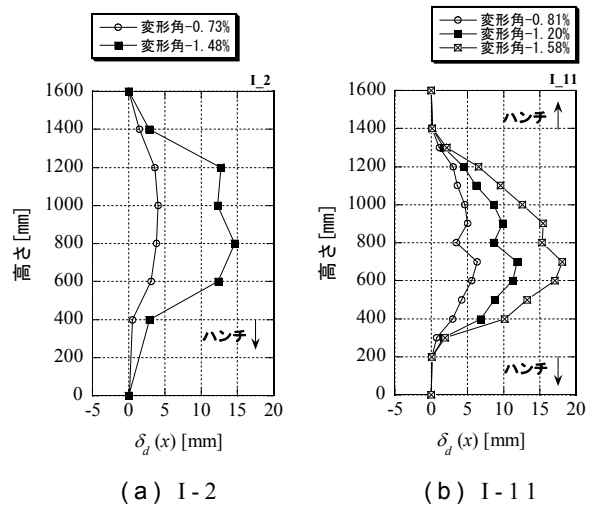 変形角-0.73%
変形角-1.48%
I_2
1600
1400
1200
1000
800
600
400
200
0
高さ[mm]
ハンチ
-5 0 5 10 15 20
δd (x) [mm]
(a) I-2
変形角-0.81%
変形角-1.20%
変形角-1.58%
I_11
ハンチ
1600
1400
1200
1000
800
600
400
200
0
高さ[mm]
ハンチ
-5 0 5 10 15 20
δd (x) [mm]
(b) I-11